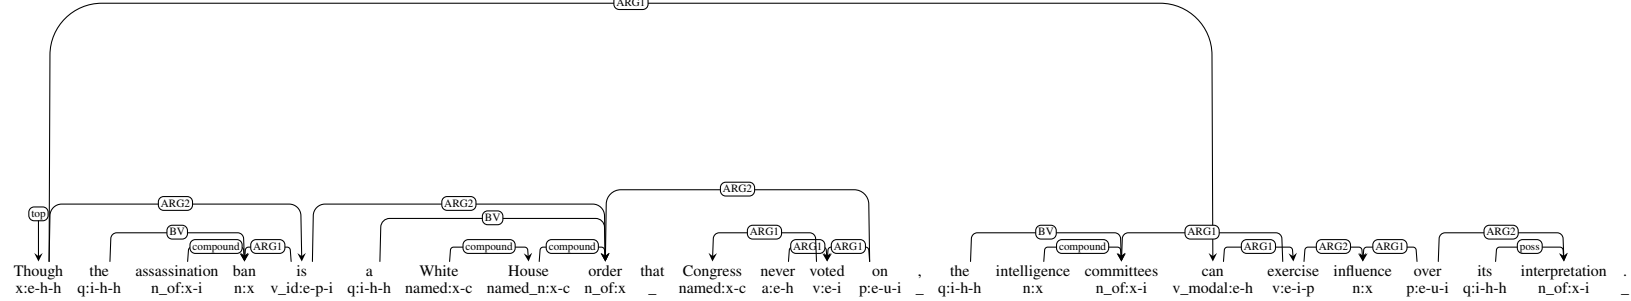 ARG1
ARG2 ARG2 ARG2
top BV BV ARG1 BV ARG1 ARG2
compound ARG1 compound compound ARG1 ARG1 compound ARG1 ARG2 ARG1 poss
Though the assassination ban is a White House order that Congress never voted on , the intelligence committees can exercise influence over its interpretation .
x:e-h-h q:i-h-h n_of:x-i n:x v_id:e-p-i q:i-h-h named:x-c named_n:x-c n_of:x _ named:x-c a:e-h v:e-i p:e-u-i _ q:i-h-h n:x n_of:x-i v_modal:e-h v:e-i-p n:x p:e-u-i q:i-h-h n_of:x-i _